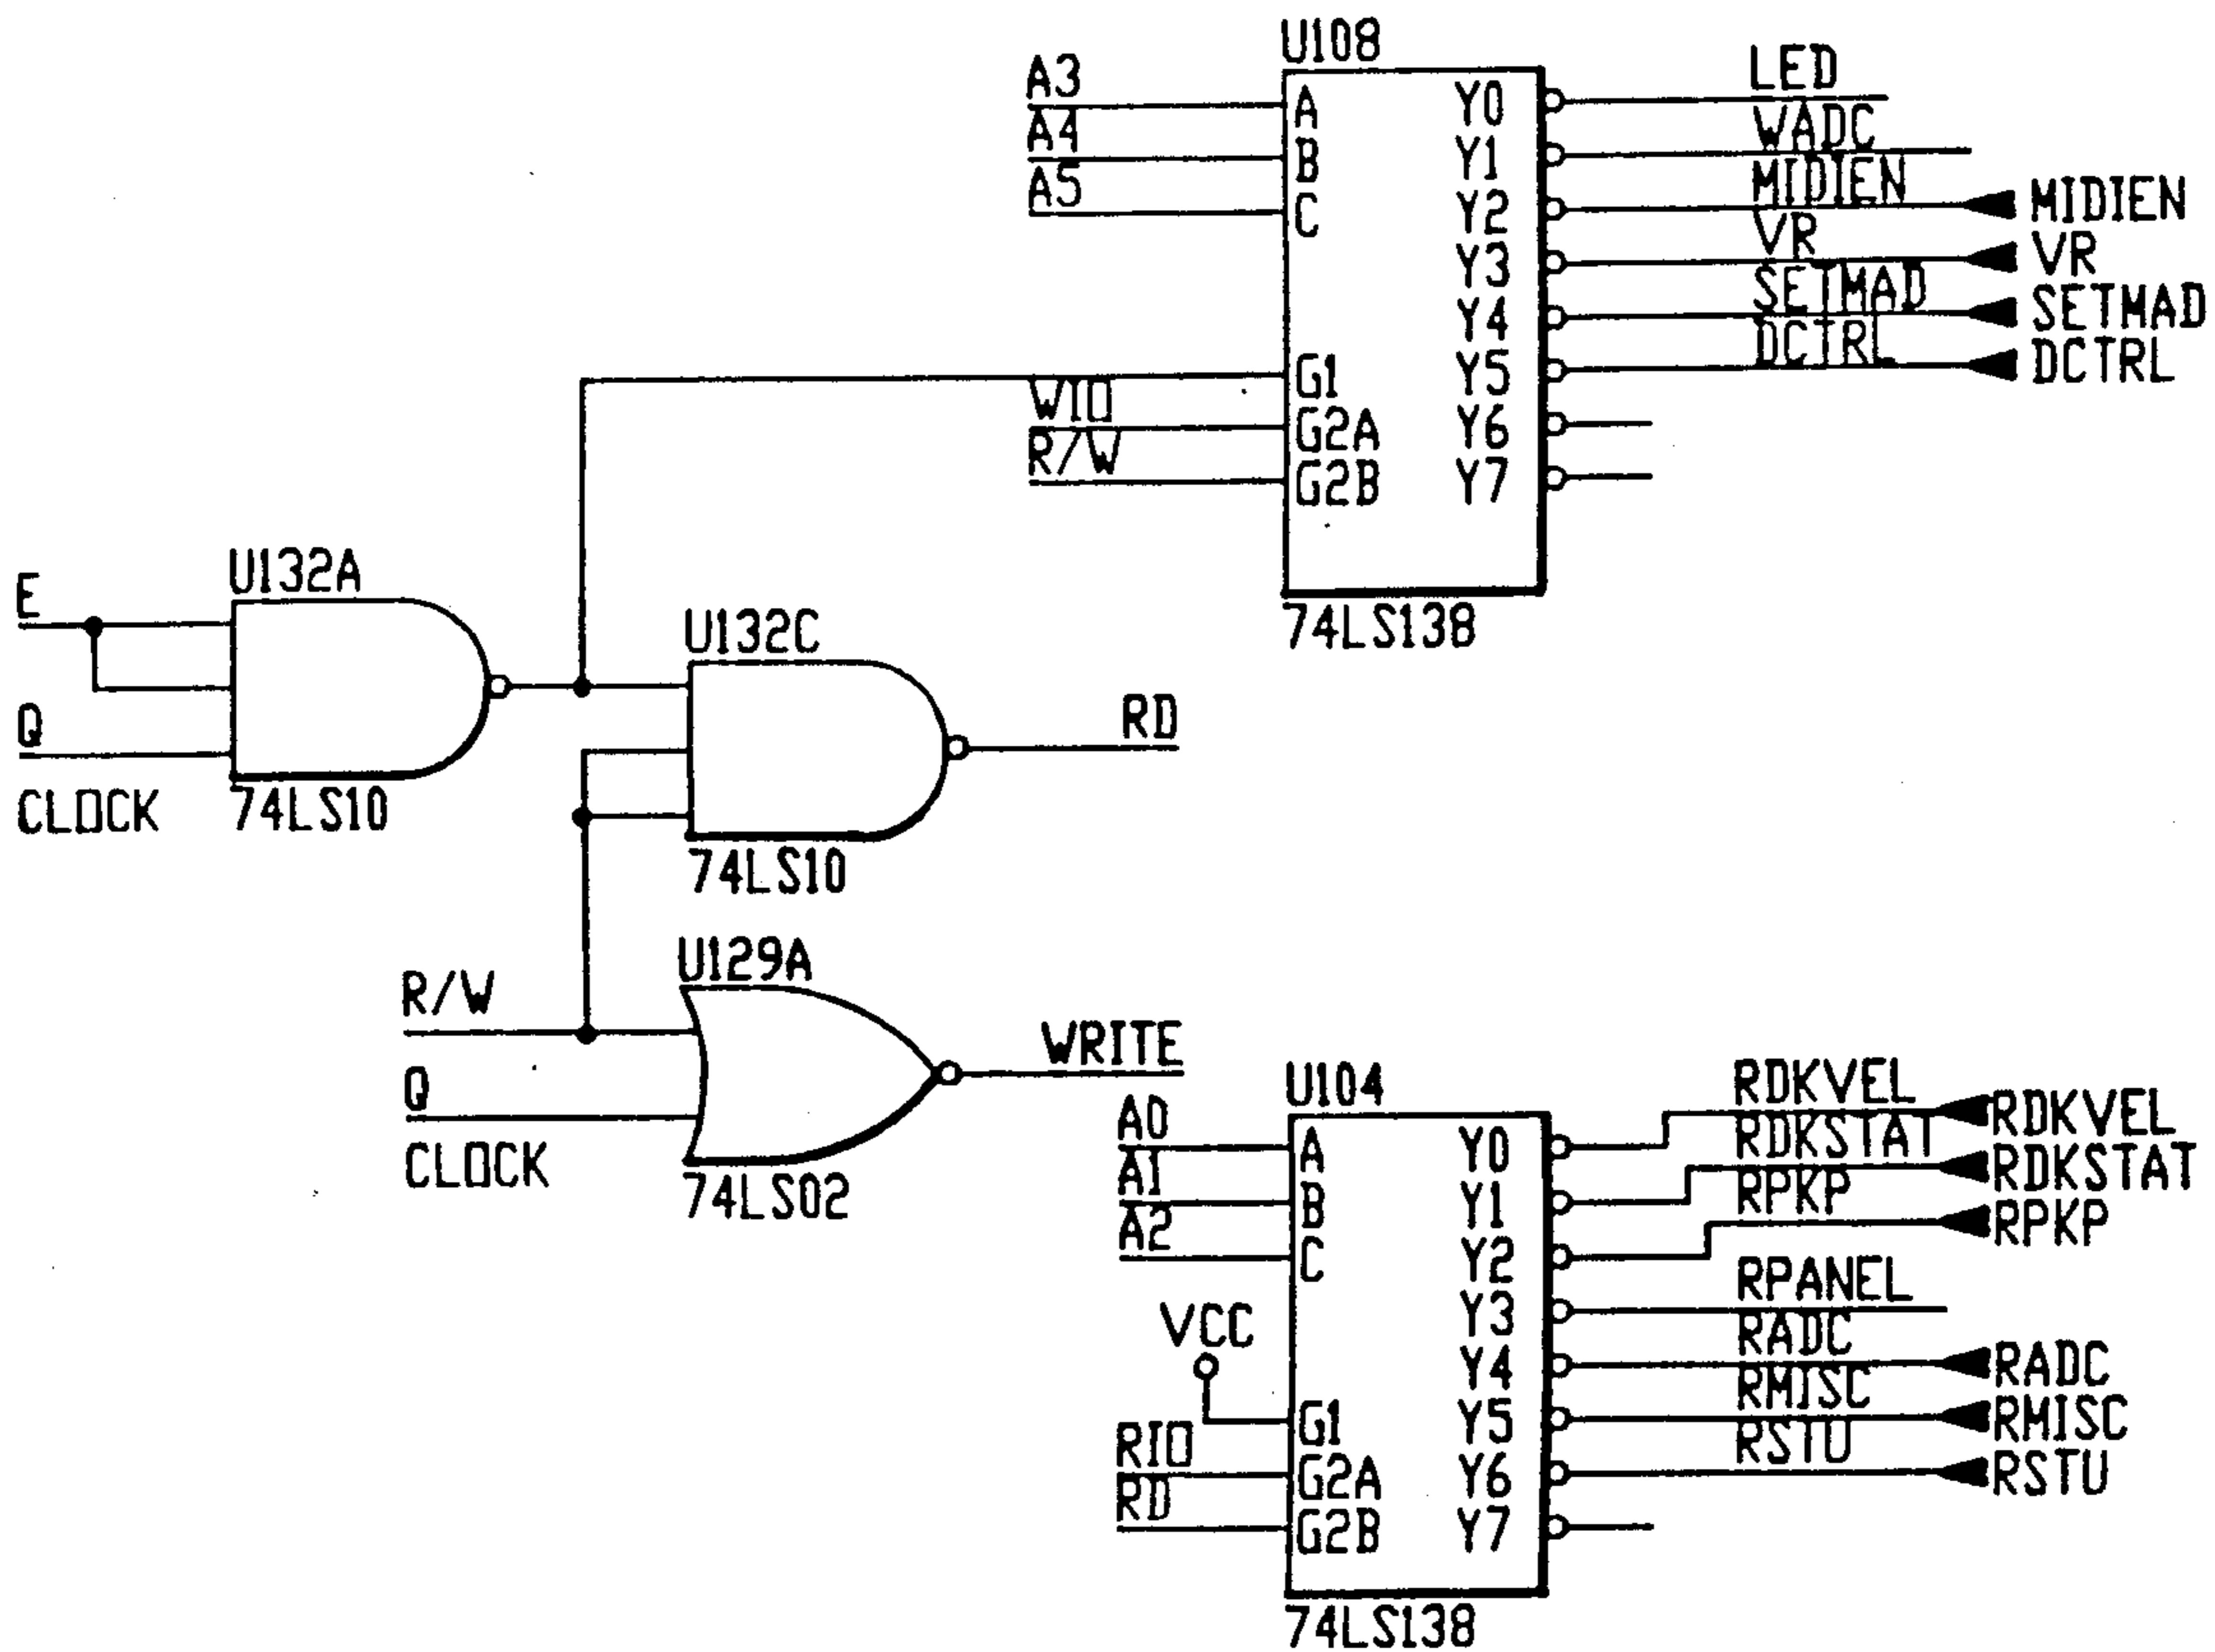 U108
A3
A4
A5
A
B
C
G1
WIO
G2A
R/W
G2B
Y0
Y1
Y2
Y3
Y4
Y5
Y6
Y7
LED
WADC
MIDIEN
VR
SETMAD
DCTRL
MIDIEN
VR
SETMAD
DCTRL
74LS138
E
Q
CLOCK
U132A
74LS10
U132C
74LS10
RD
R/W
Q
CLOCK
U129A
74LS02
WRITE
U104
A0
A1
A2
A
B
C
VCC
G1
RIO
G2A
RD
G2B
Y0
Y1
Y2
Y3
Y4
Y5
Y6
Y7
RDKVEL
RDKSTAT
RPKP
RPANEL
RADC
RMISC
RSTU
RDKVEL
RDKSTAT
RPKP
RADC
RMISC
RSTU
74LS138